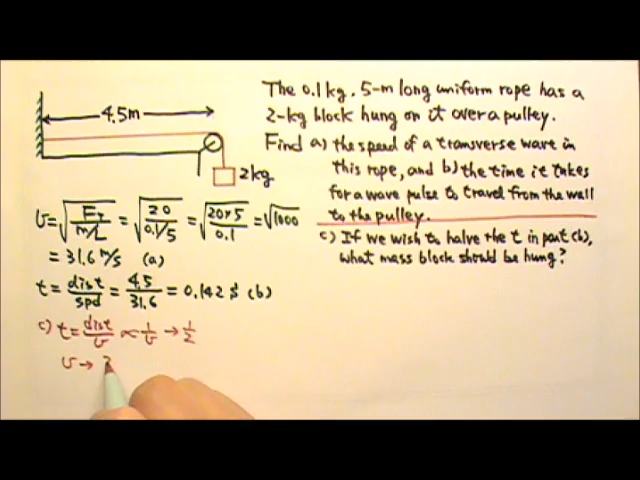 The 0.1kg. 5-m long uniform rope has a
2-kg block hung on it over a pulley.
Find a) the speed of a transverse wave in
this rope, and b) the time it takes
for a wave pulse to travel from the wall
to the pulley.
c) If we wish to halve the t in part (b),
what mass block should be hung?
4.5m
2kg
v = √(F_T / (m/L)) = √(20 / (0.1/5)) = √(20×5 / 0.1) = √1000
= 31.6 m/s (a)
t = dist/spd = 4.5/31.6 = 0.142 s (b)
c) t = dist/v ∝ 1/v → 1/2
v →